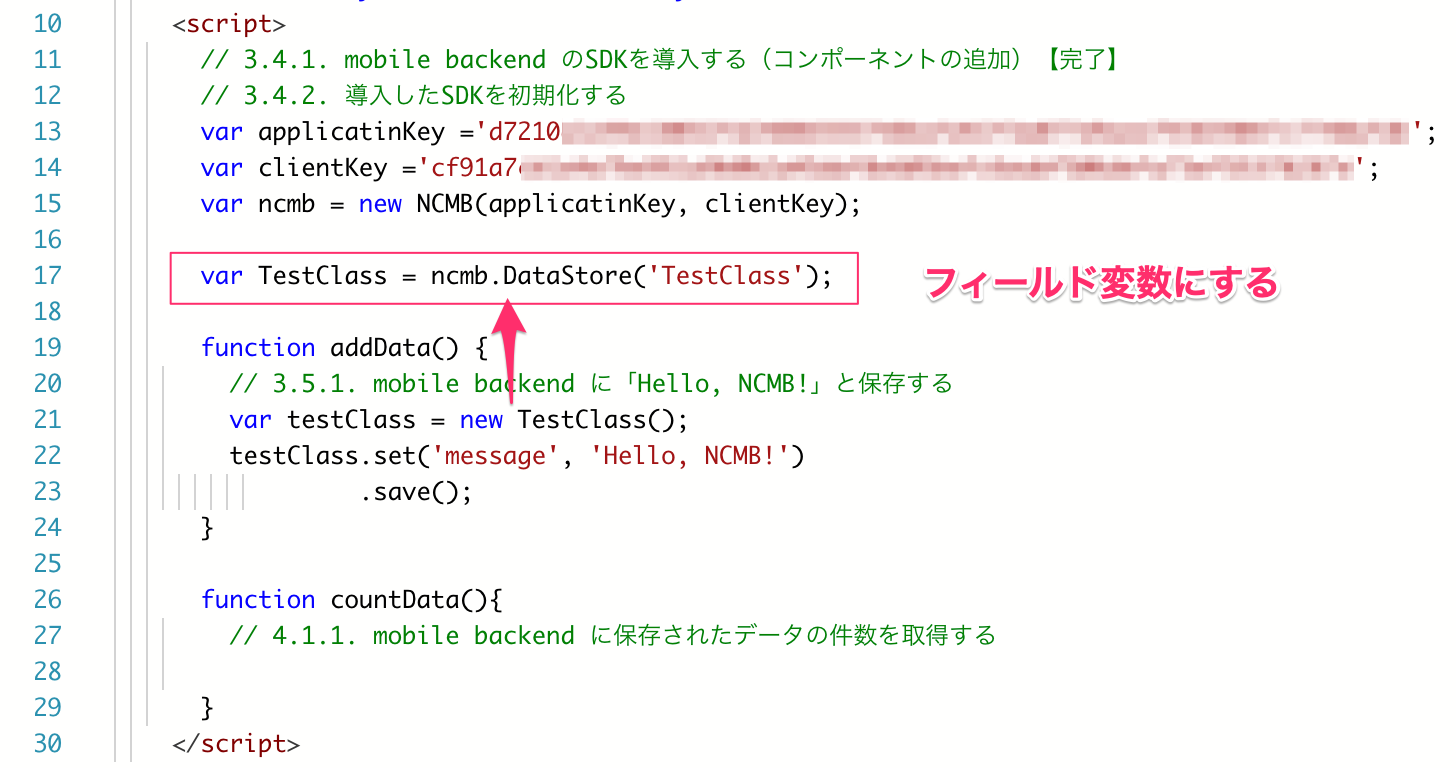 10 <script>
11 // 3.4.1. mobile backend のSDKを導入する（コンポーネントの追加）【完了】
12 // 3.4.2. 導入したSDKを初期化する
13 var applicatinKey ='d7210 ';
14 var clientKey ='cf91a7 ';
15 var ncmb = new NCMB(applicatinKey, clientKey);
16
17 var TestClass = ncmb.DataStore('TestClass'); フィールド変数にする
18
19 function addData() {
20 // 3.5.1. mobile backend に「Hello, NCMB!」と保存する
21 var testClass = new TestClass();
22 testClass.set('message', 'Hello, NCMB!')
23 .save();
24 }
25
26 function countData(){
27 // 4.1.1. mobile backend に保存されたデータの件数を取得する
28
29 }
30 </script>